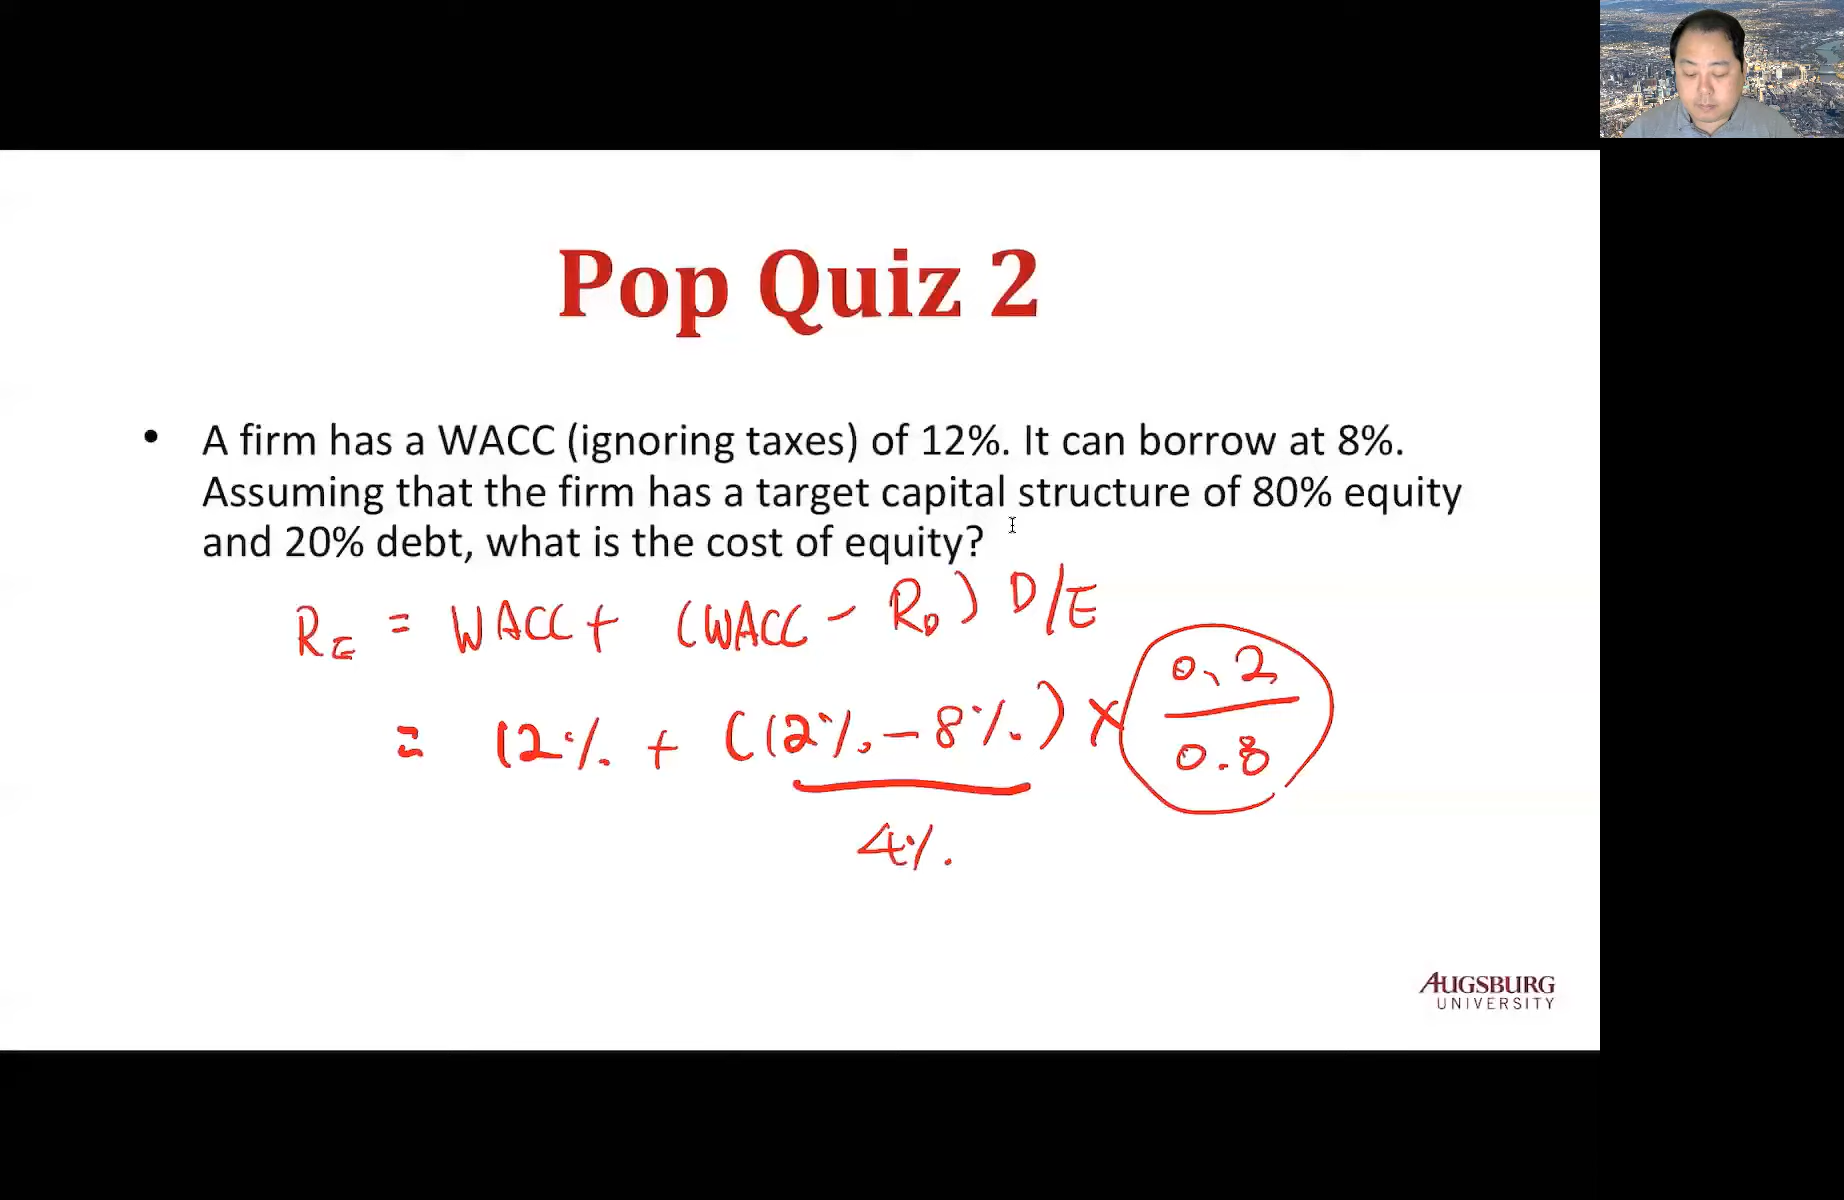 Pop Quiz 2
• A firm has a WACC (ignoring taxes) of 12%. It can borrow at 8%.
Assuming that the firm has a target capital structure of 80% equity
and 20% debt, what is the cost of equity?
R_E = WACC + (WACC - R_D) D/E
= 12% + (12% - 8%) × 0.2/0.8
4%
AUGSBURG
UNIVERSITY